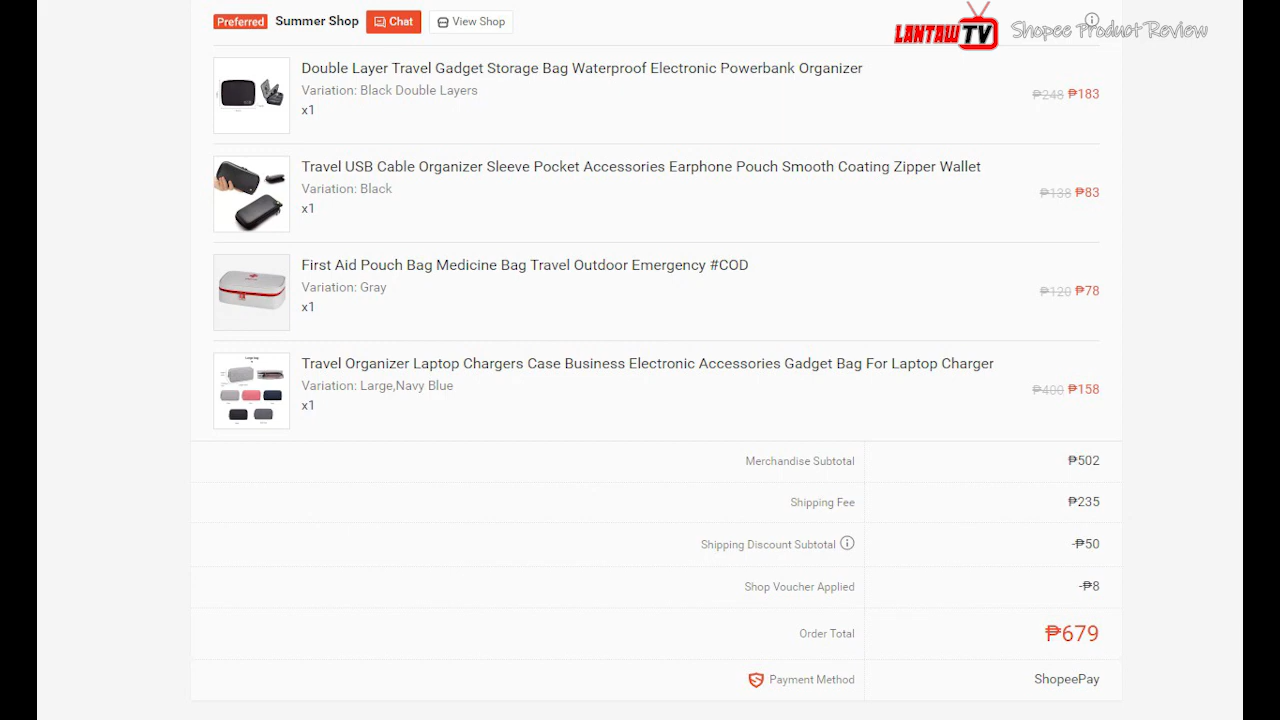 Preferred Summer Shop Chat View Shop
LANTAW TV Shopee Product Review
Double Layer Travel Gadget Storage Bag Waterproof Electronic Powerbank Organizer
Variation: Black Double Layers
x1
₱248 ₱183
Travel USB Cable Organizer Sleeve Pocket Accessories Earphone Pouch Smooth Coating Zipper Wallet
Variation: Black
x1
₱138 ₱83
First Aid Pouch Bag Medicine Bag Travel Outdoor Emergency #COD
Variation: Gray
x1
₱120 ₱78
Travel Organizer Laptop Chargers Case Business Electronic Accessories Gadget Bag For Laptop Charger
Variation: Large,Navy Blue
x1
₱400 ₱158
Merchandise Subtotal ₱502
Shipping Fee ₱235
Shipping Discount Subtotal -₱50
Shop Voucher Applied -₱8
Order Total ₱679
Payment Method ShopeePay